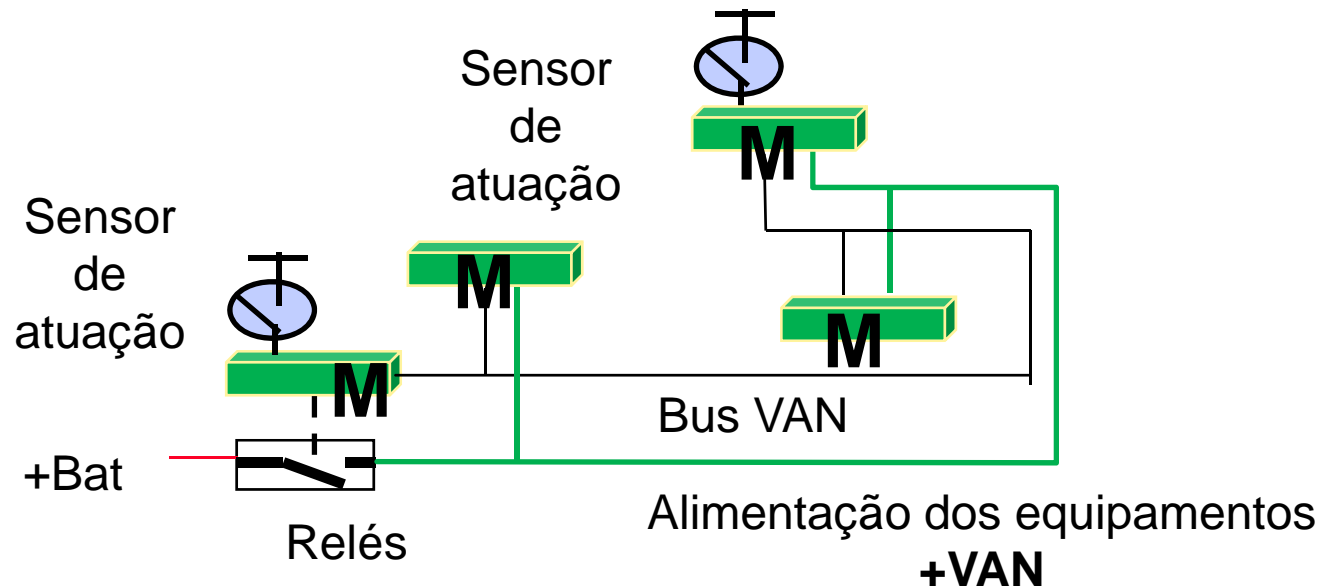 Sensor
de
atuação
M
Sensor
de
atuação
M
M
M
Bus VAN
+Bat
Relés
Alimentação dos equipamentos
+VAN